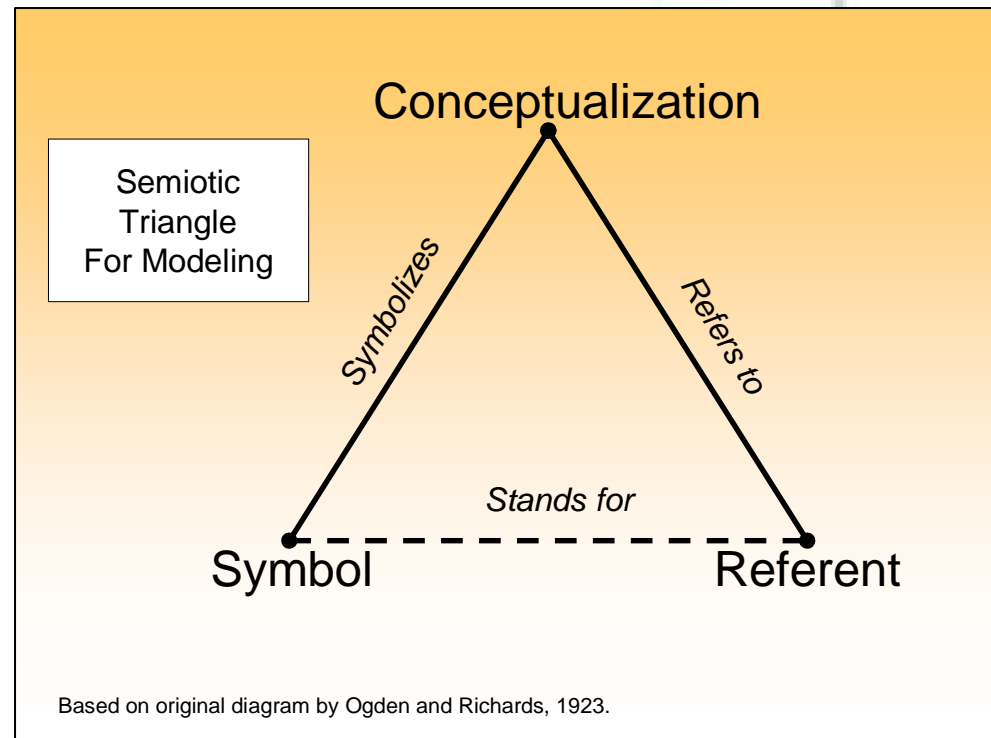 Conceptualization
Semiotic
Triangle
For Modeling
Symbolizes
Refers to
Stands for
Symbol
Referent
Based on original diagram by Ogden and Richards, 1923.